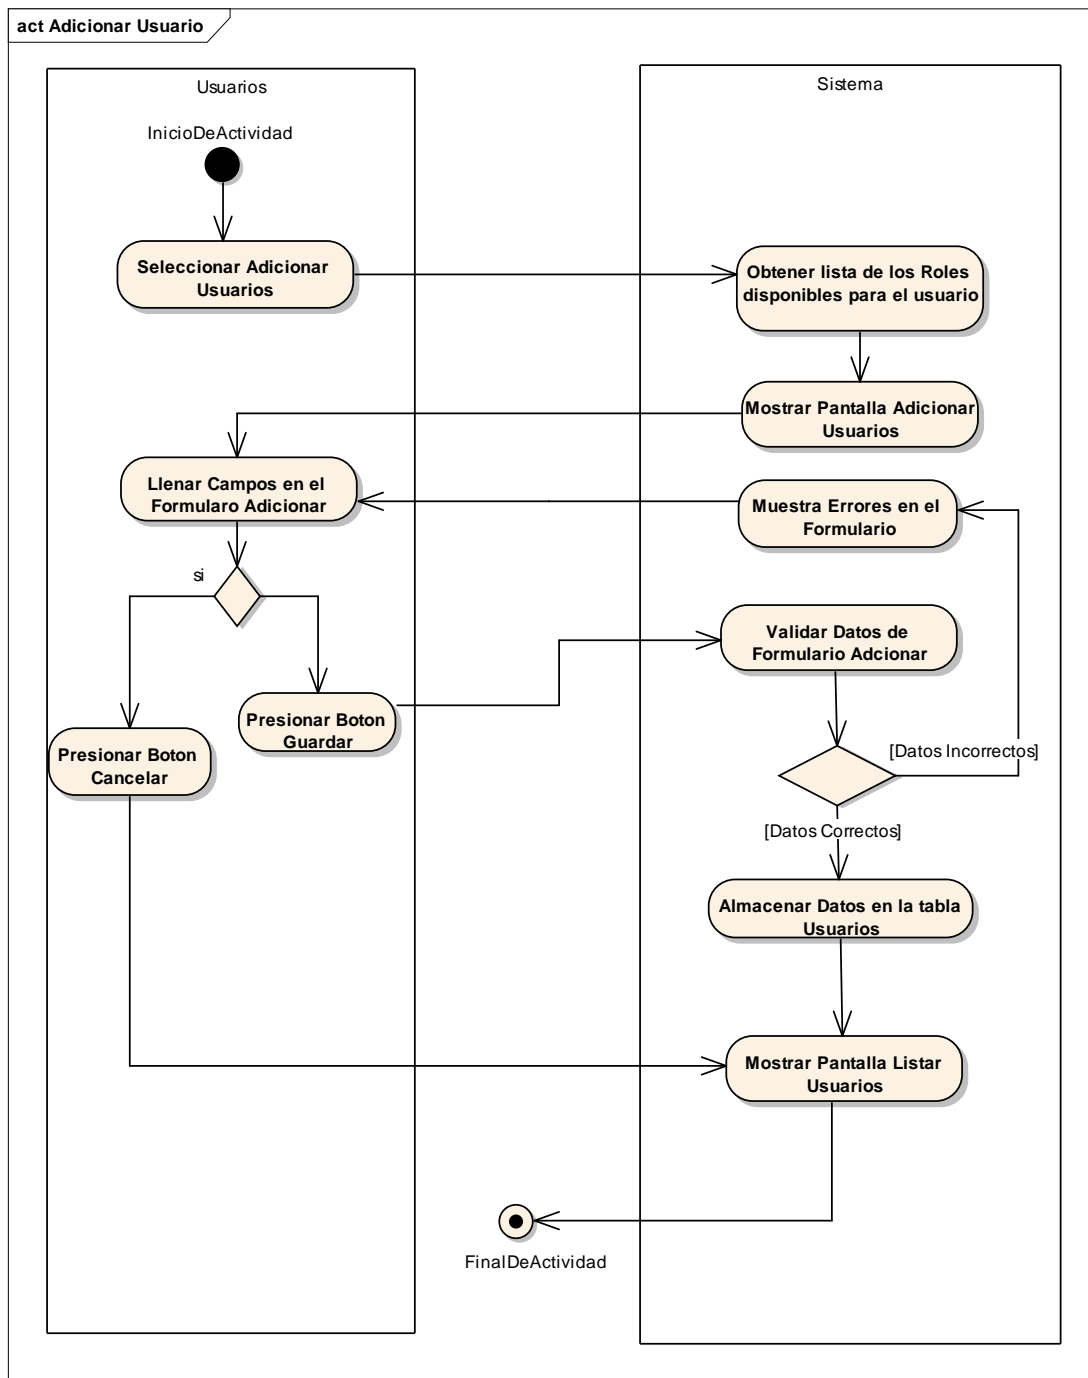 act Adicionar Usuario
Usuarios
Sistema
InicioDeActividad
Seleccionar Adicionar
Usuarios
Obtener lista de los Roles
disponibles para el usuario
Mostrar Pantalla Adicionar
Usuarios
Llenar Campos en el
Formularo Adicionar
Muestra Errores en el
Formulario
si
Validar Datos de
Formulario Adcionar
Presionar Boton
Guardar
Presionar Boton
Cancelar
[Datos Incorrectos]
[Datos Correctos]
Almacenar Datos en la tabla
Usuarios
Mostrar Pantalla Listar
Usuarios
FinalDeActividad